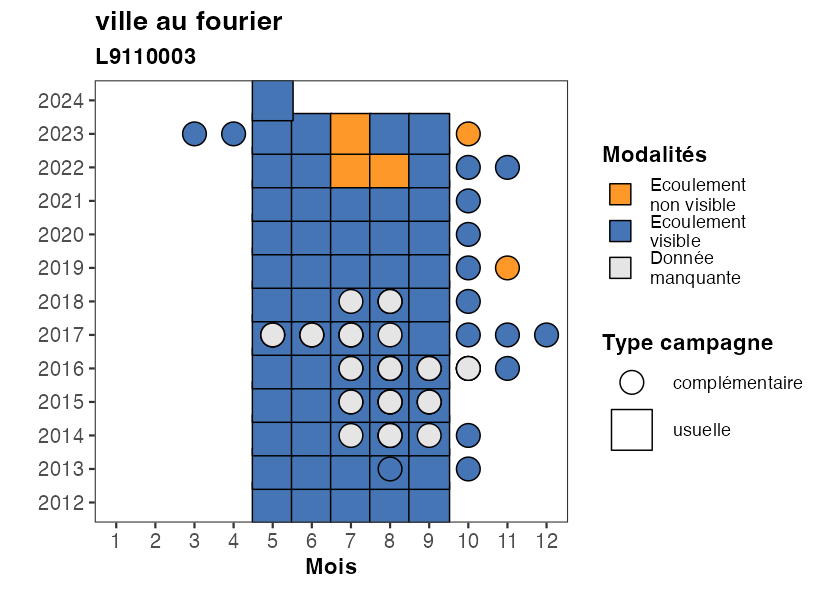 ville au fourier
L9110003
2024
2023
2022
2021
2020
2019
2018
2017
2016
2015
2014
2013
2012
1 2 3 4 5 6 7 8 9 10 11 12
Mois
Modalités
Ecoulement
non visible
Ecoulement
visible
Donnée
manquante
Type campagne
complémentaire
usuelle